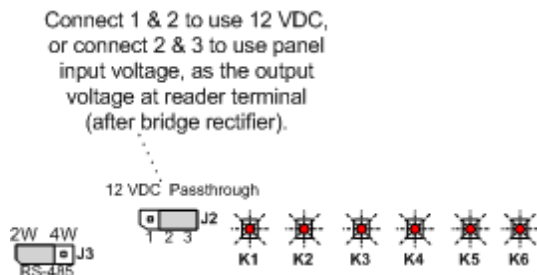 Connect 1 & 2 to use 12 VDC,
or connect 2 & 3 to use panel
input voltage, as the output
voltage at reader terminal
(after bridge rectifier).
12 VDC Passthrough
J2
1 2 3
2W 4W
J3
RS-485
K1 K2 K3 K4 K5 K6